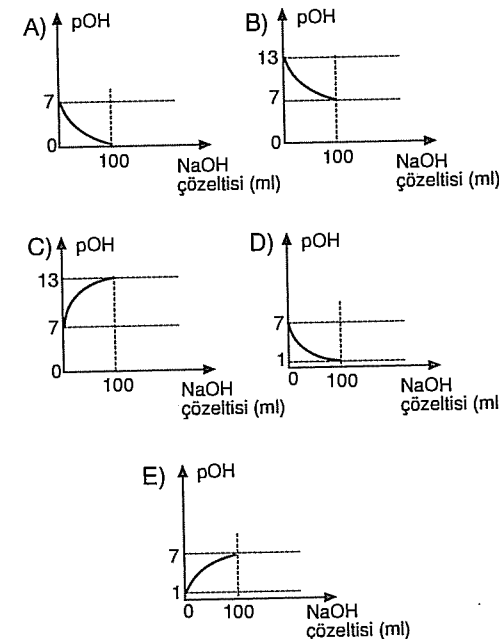 A) pOH
7
0
100
NaOH
çözeltisi (ml)
B) pOH
13
7
0
100
NaOH
çözeltisi (ml)
C) pOH
13
7
0
100
NaOH
çözeltisi (ml)
D) pOH
7
1
0
100
NaOH
çözeltisi (ml
E) pOH
7
1
0
100
NaOH
çözeltisi (ml)